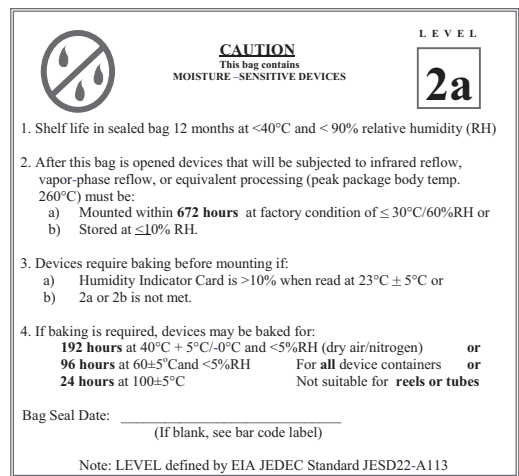 LEVEL
CAUTION
This bag contains
MOISTURE –SENSITIVE DEVICES
2a
1. Shelf life in sealed bag 12 months at <40°C and < 90% relative humidity (RH)
2. After this bag is opened devices that will be subjected to infrared reflow,
vapor-phase reflow, or equivalent processing (peak package body temp.
260°C) must be:
a) Mounted within 672 hours at factory condition of ≤ 30°C/60%RH or
b) Stored at ≤10% RH.
3. Devices require baking before mounting if:
a) Humidity Indicator Card is >10% when read at 23°C ± 5°C or
b) 2a or 2b is not met.
4. If baking is required, devices may be baked for:
192 hours at 40°C + 5°C/-0°C and <5%RH (dry air/nitrogen) or
96 hours at 60±5°Cand <5%RH For all device containers or
24 hours at 100±5°C Not suitable for reels or tubes
Bag Seal Date: ______________________________
(If blank, see bar code label)
Note: LEVEL defined by EIA JEDEC Standard JESD22-A113